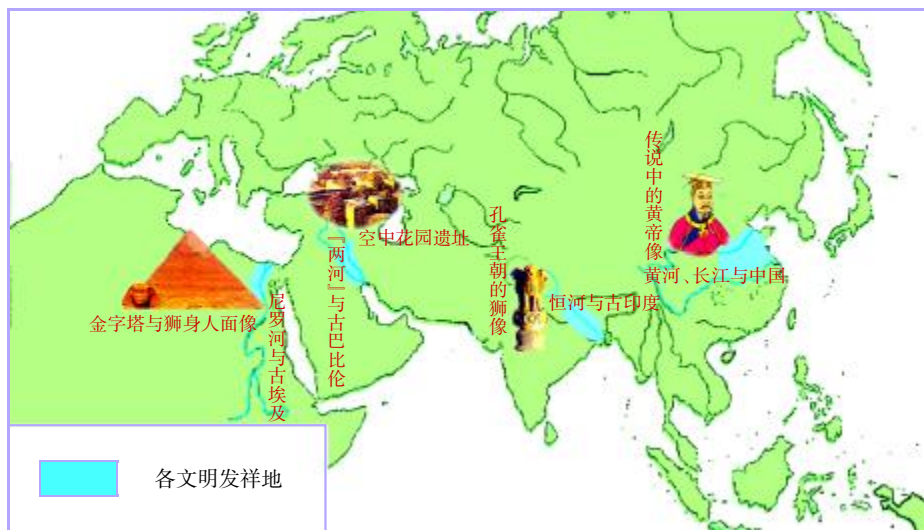 传说中的黄帝像
孔雀王朝的狮像
空中花园遗址
『两河』与古巴比伦
黄河、长江与中国
恒河与古印度
尼罗河与古埃及
金字塔与狮身人面像
各文明发祥地